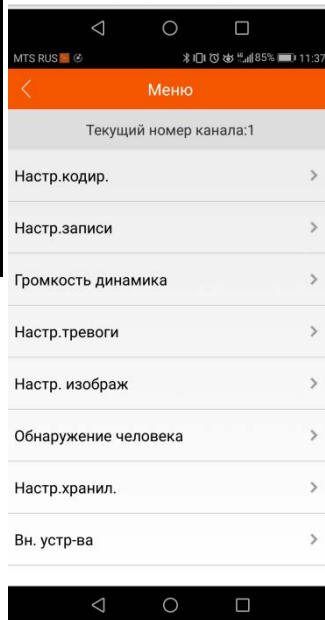 MTS RUS 85% 11:37
Меню
Текущий номер канала:1
Настр.кодир.
Настр.записи
Громкость динамика
Настр.тревоги
Настр. изображ
Обнаружение человека
Настр.хранил.
Вн. устр-ва